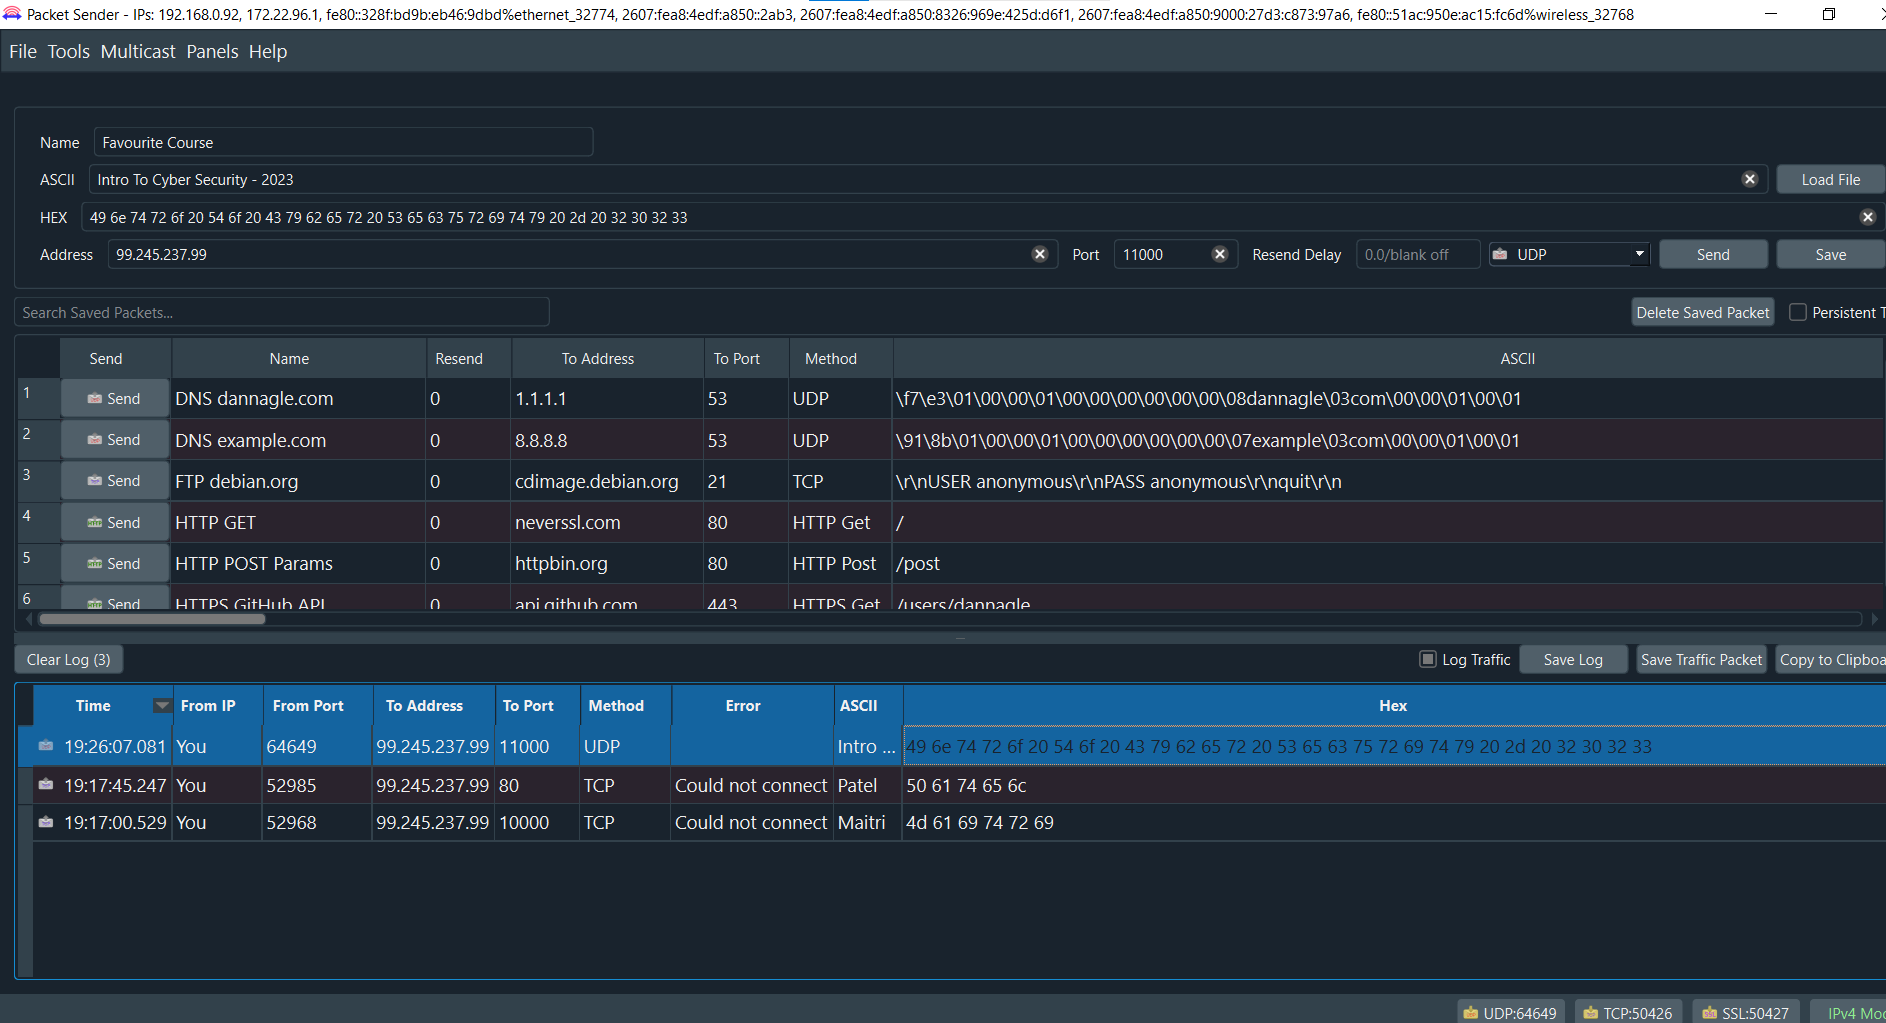 Packet Sender - IPs: 192.168.0.92, 172.22.96.1, fe80::328f:bd9b:eb46:9dbd%ethernet_32774, 2607:fea8:4edf:a850::2ab3, 2607:fea8:4edf:a850:8326:969e:425d:d6f1, 2607:fea8:4edf:a850:9000:27d3:c873:97a6, fe80::51ac:950e:ac15:fc6d%wireless_32768
File Tools Multicast Panels Help
Name Favourite Course
ASCII Intro To Cyber Security - 2023 Load File
HEX 49 6e 74 72 6f 20 54 6f 20 43 79 62 65 72 20 53 65 63 75 72 69 74 79 20 2d 20 32 30 32 33
Address 99.245.237.99 Port 11000 Resend Delay 0.0/blank off UDP Send Save
Search Saved Packets... Delete Saved Packet Persistent T
Send Name Resend To Address To Port Method ASCII
1 Send DNS dannagle.com 0 1.1.1.1 53 UDP \f7\e3\01\00\00\01\00\00\00\00\00\00\08dannagle\03com\00\00\01\00\01
2 Send DNS example.com 0 8.8.8.8 53 UDP \91\8b\01\00\00\01\00\00\00\00\00\00\07example\03com\00\00\01\00\01
3 Send FTP debian.org 0 cdimage.debian.org 21 TCP \r\nUSER anonymous\r\nPASS anonymous\r\nquit\r\n
4 Send HTTP GET 0 neverssl.com 80 HTTP Get /
5 Send HTTP POST Params 0 httpbin.org 80 HTTP Post /post
6 Send HTTPS GitHub API 0 api.github.com 443 HTTPS Get /users/dannagle
Clear Log (3) Log Traffic Save Log Save Traffic Packet Copy to Clipboa
Time From IP From Port To Address To Port Method Error ASCII Hex
19:26:07.081 You 64649 99.245.237.99 11000 UDP Intro ... 49 6e 74 72 6f 20 54 6f 20 43 79 62 65 72 20 53 65 63 75 72 69 74 79 20 2d 20 32 30 32 33
19:17:45.247 You 52985 99.245.237.99 80 TCP Could not connect Patel 50 61 74 65 6c
19:17:00.529 You 52968 99.245.237.99 10000 TCP Could not connect Maitri 4d 61 69 74 72 69
UDP:64649 TCP:50426 SSL:50427 IPv4 Mo